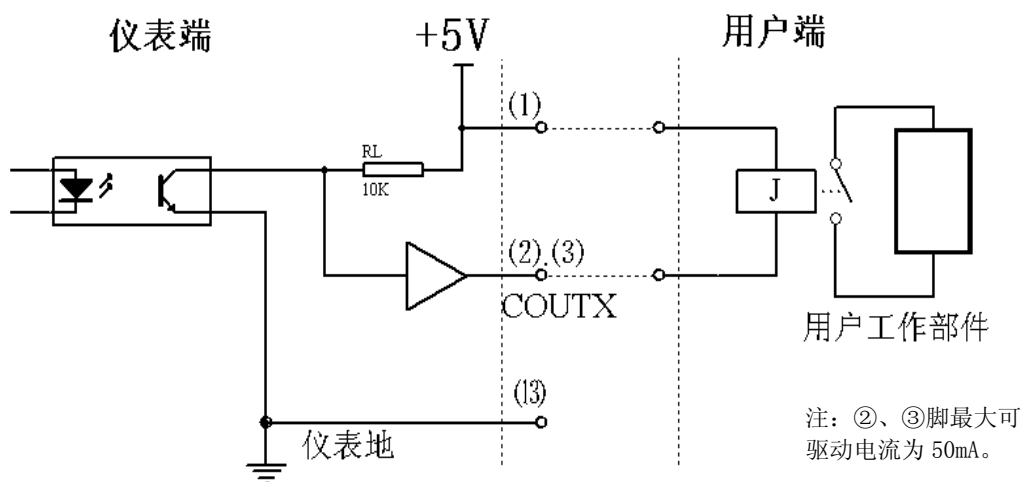 仪表端
+5V
用户端
(1)
RL
10K
J
(2).(3)
COUTX
用户工作部件
(13)
仪表地
注：②、③脚最大可
驱动电流为 50mA。